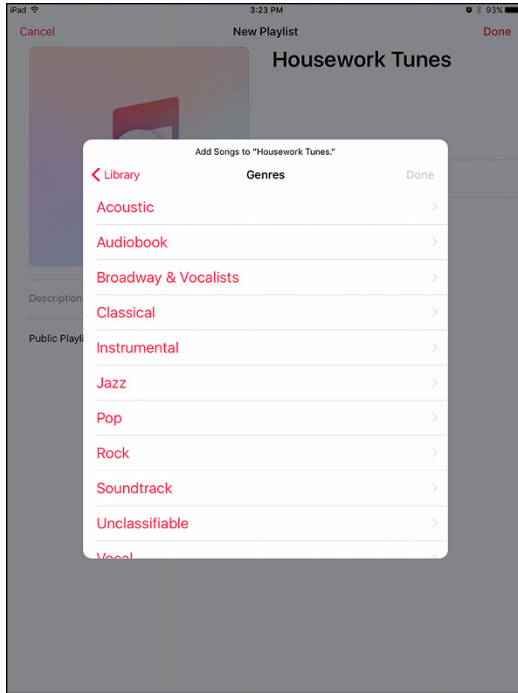 iPad 3:23 PM 93%
Cancel New Playlist Done
Housework Tunes
Add Songs to "Housework Tunes."
Library Genres Done
Acoustic
Audiobook
Broadway & Vocalists
Classical
Description
Public Playli
Instrumental
Jazz
Pop
Rock
Soundtrack
Unclassifiable
Vocal